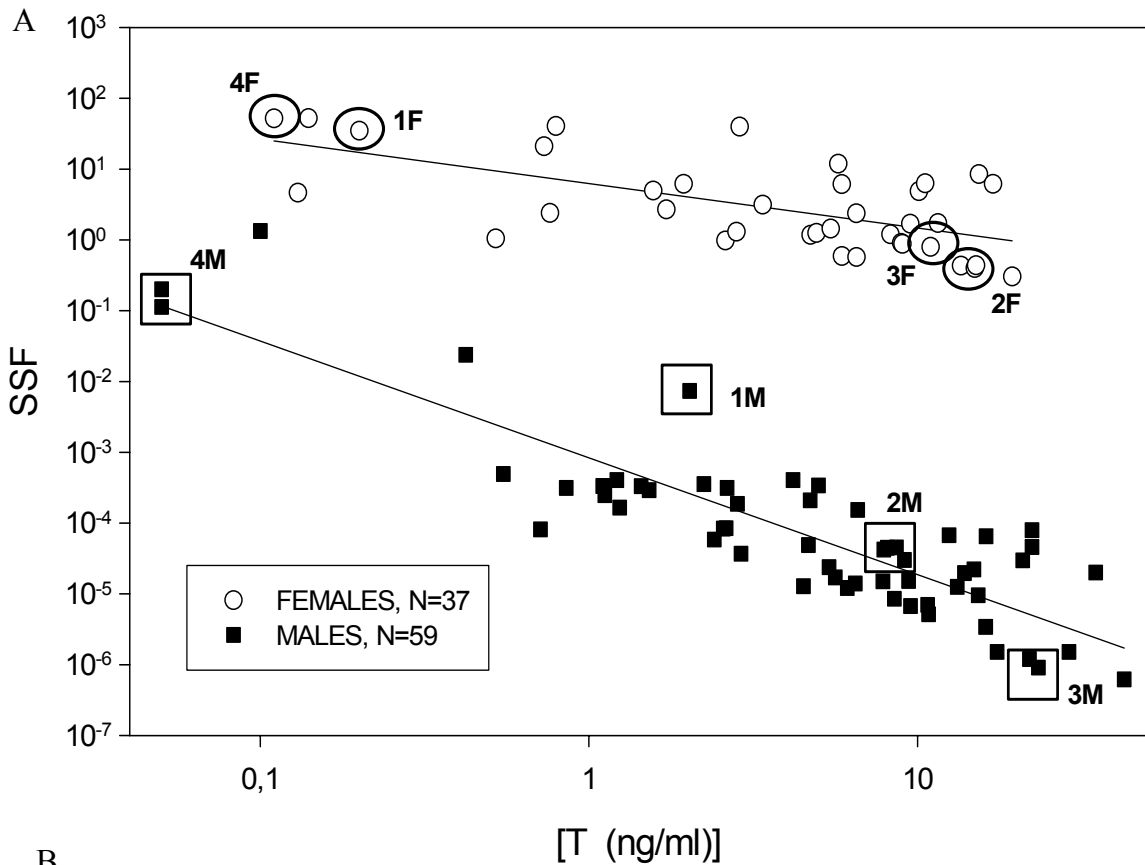 A
10³
10²
10¹
10⁰
10⁻¹
10⁻²
10⁻³
10⁻⁴
10⁻⁵
10⁻⁶
10⁻⁷
SSF
4F
1F
3F
2F
4M
1M
2M
3M
FEMALES, N=37
MALES, N=59
0,1
1
10
[T (ng/ml)]
B